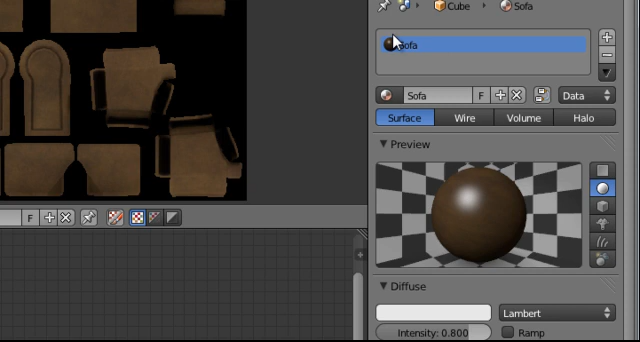 Cube Sofa
Sofa
Sofa F Data
Surface Wire Volume Halo
Preview
F
Diffuse
Lambert
Intensity: 0.800 Ramp